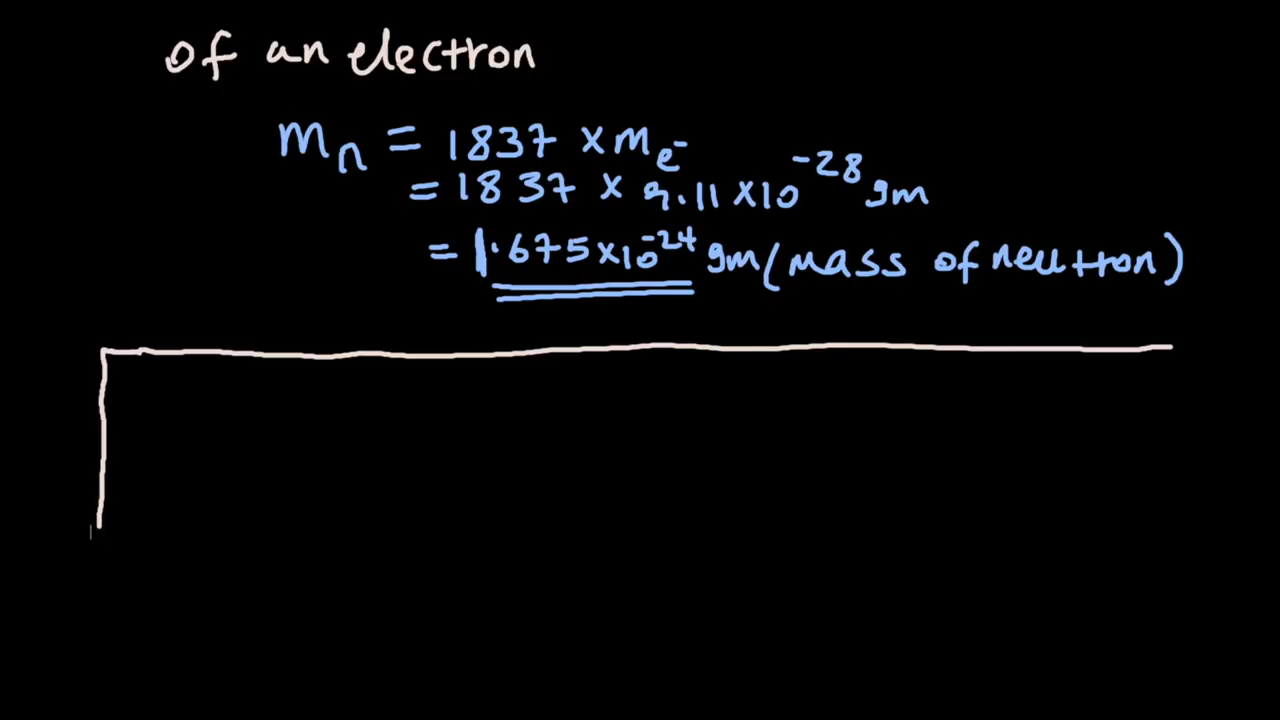 of an electron
mₙ = 1837 × mₑ-
= 1837 × 9.11 × 10⁻²⁸ gm
= 1.675 × 10⁻²⁴ gm (mass of neutron)